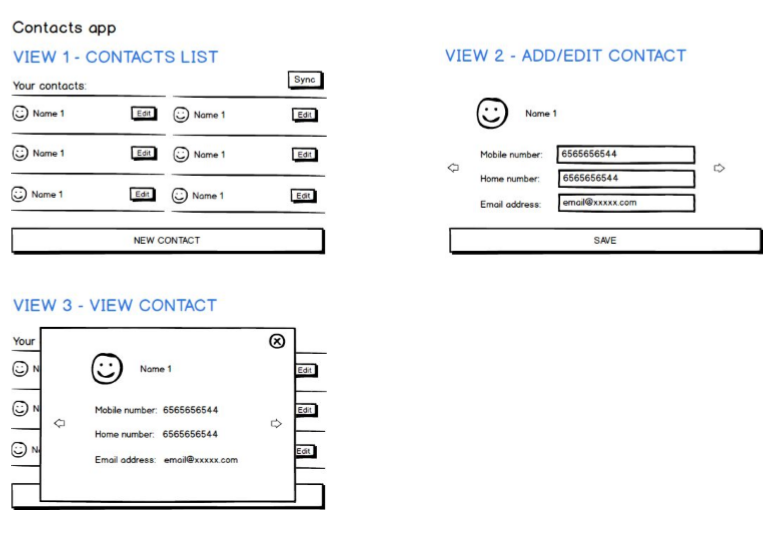 Contacts app
VIEW 1 - CONTACTS LIST
Your contacts:
Sync
Name 1 Edit Name 1 Edit
Name 1 Edit Name 1 Edit
Name 1 Edit Name 1 Edit
NEW CONTACT
VIEW 2 - ADD/EDIT CONTACT
Name 1
Mobile number: 6565656544
Home number: 6565656544
Email address: email@xxxxx.com
SAVE
VIEW 3 - VIEW CONTACT
Your
N Edit
N Edit
Na Edit
Name 1
Mobile number: 6565656544
Home number: 6565656544
Email address: email@xxxxx.com